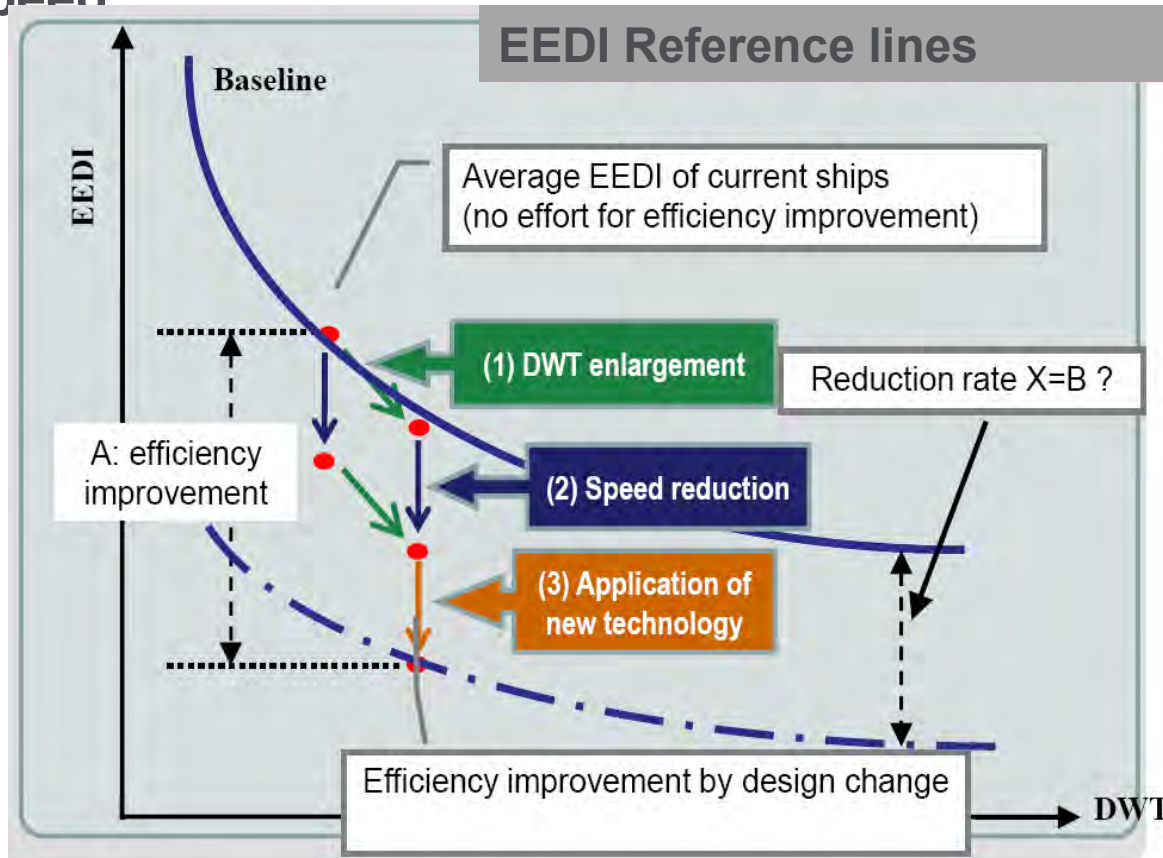 EEDI Reference lines
Baseline
EEDI
Average EEDI of current ships
(no effort for efficiency improvement)
(1) DWT enlargement
Reduction rate X=B ?
A: efficiency
improvement
(2) Speed reduction
(3) Application of
new technology
Efficiency improvement by design change
DWT